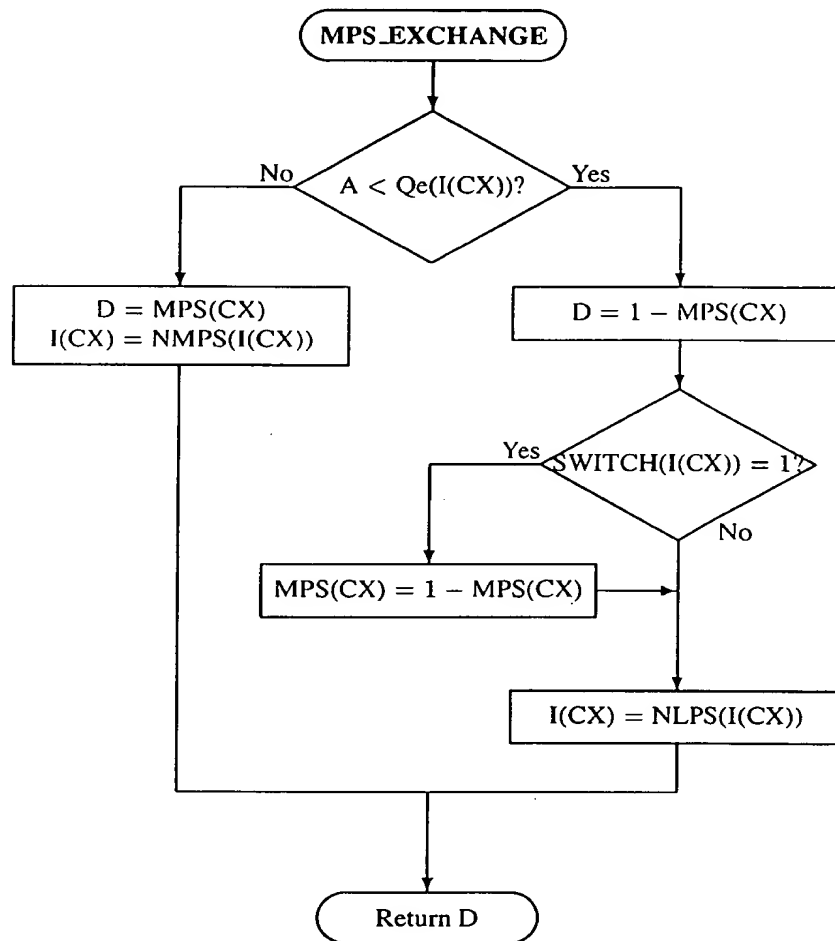 MPS_EXCHANGE
A < Qe(I(CX))?
No
Yes
D = MPS(CX)
I(CX) = NMPS(I(CX))
D = 1 – MPS(CX)
SWITCH(I(CX)) = 1?
Yes
No
MPS(CX) = 1 – MPS(CX)
I(CX) = NLPS(I(CX))
Return D